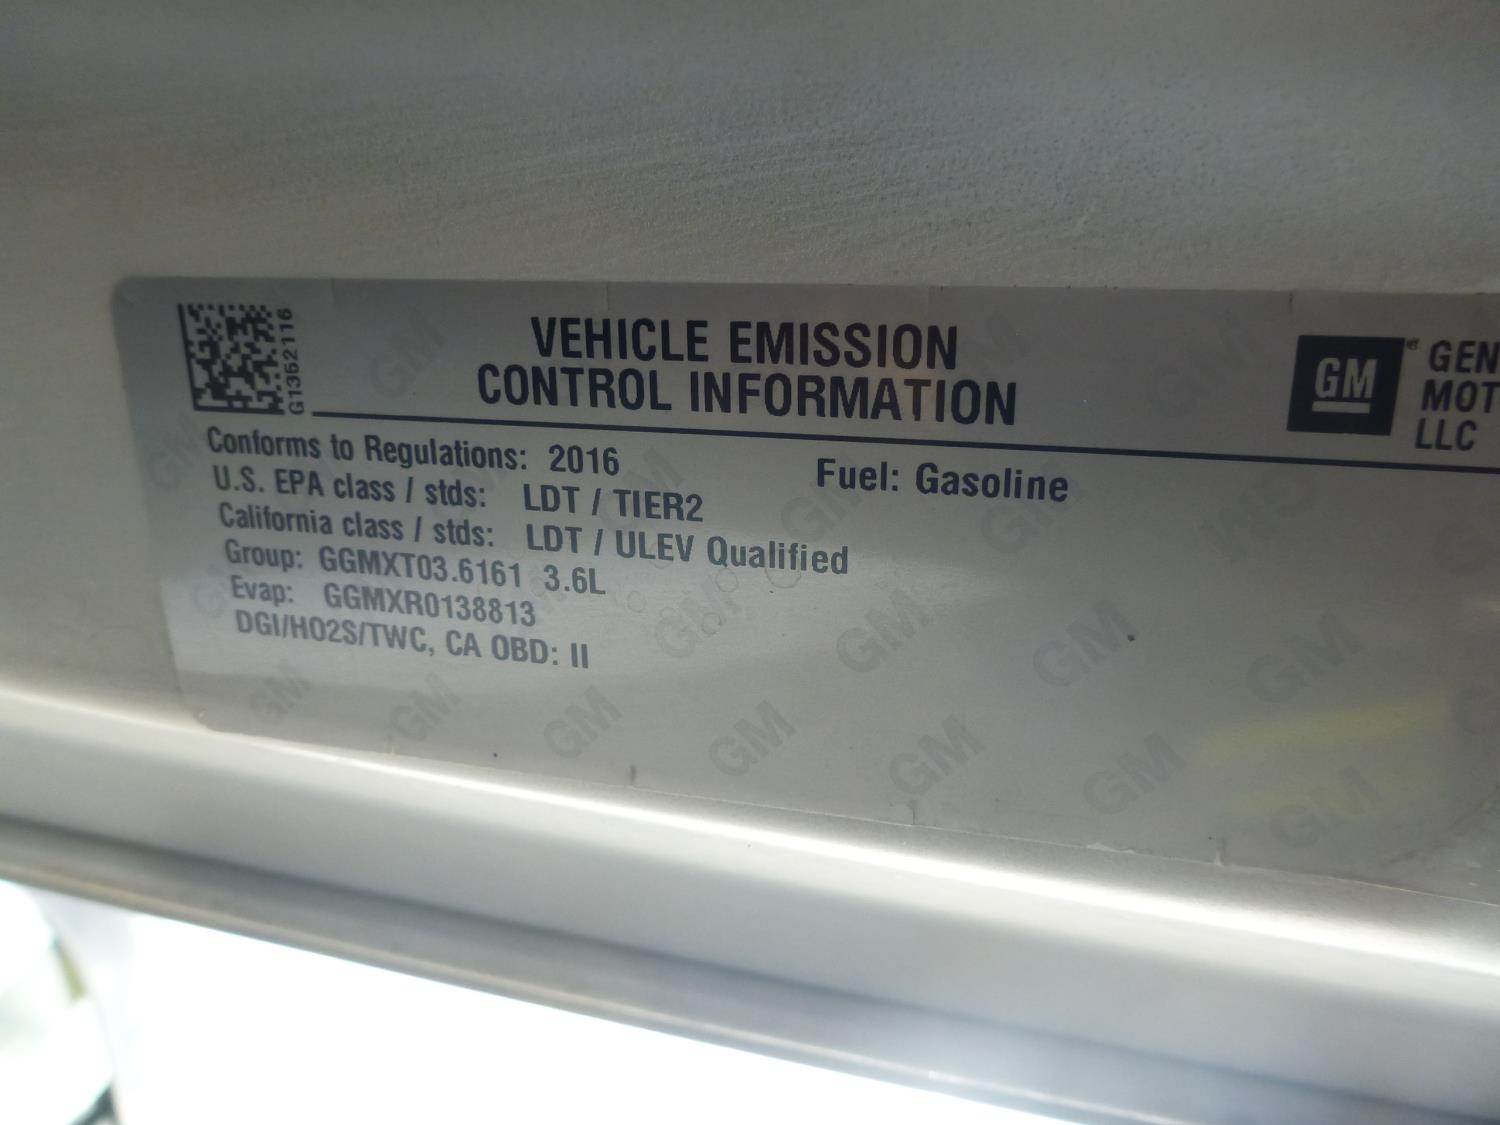 VEHICLE EMISSION
CONTROL INFORMATION
G1352116
GM
GEN
MOT
LLC
Conforms to Regulations: 2016
Fuel: Gasoline
U.S. EPA class / stds: LDT / TIER2
California class / stds: LDT / ULEV Qualified
Group: GGMXT03.6161 3.6L
Evap: GGMXR0138813
DGI/HO2S/TWC, CA OBD: II